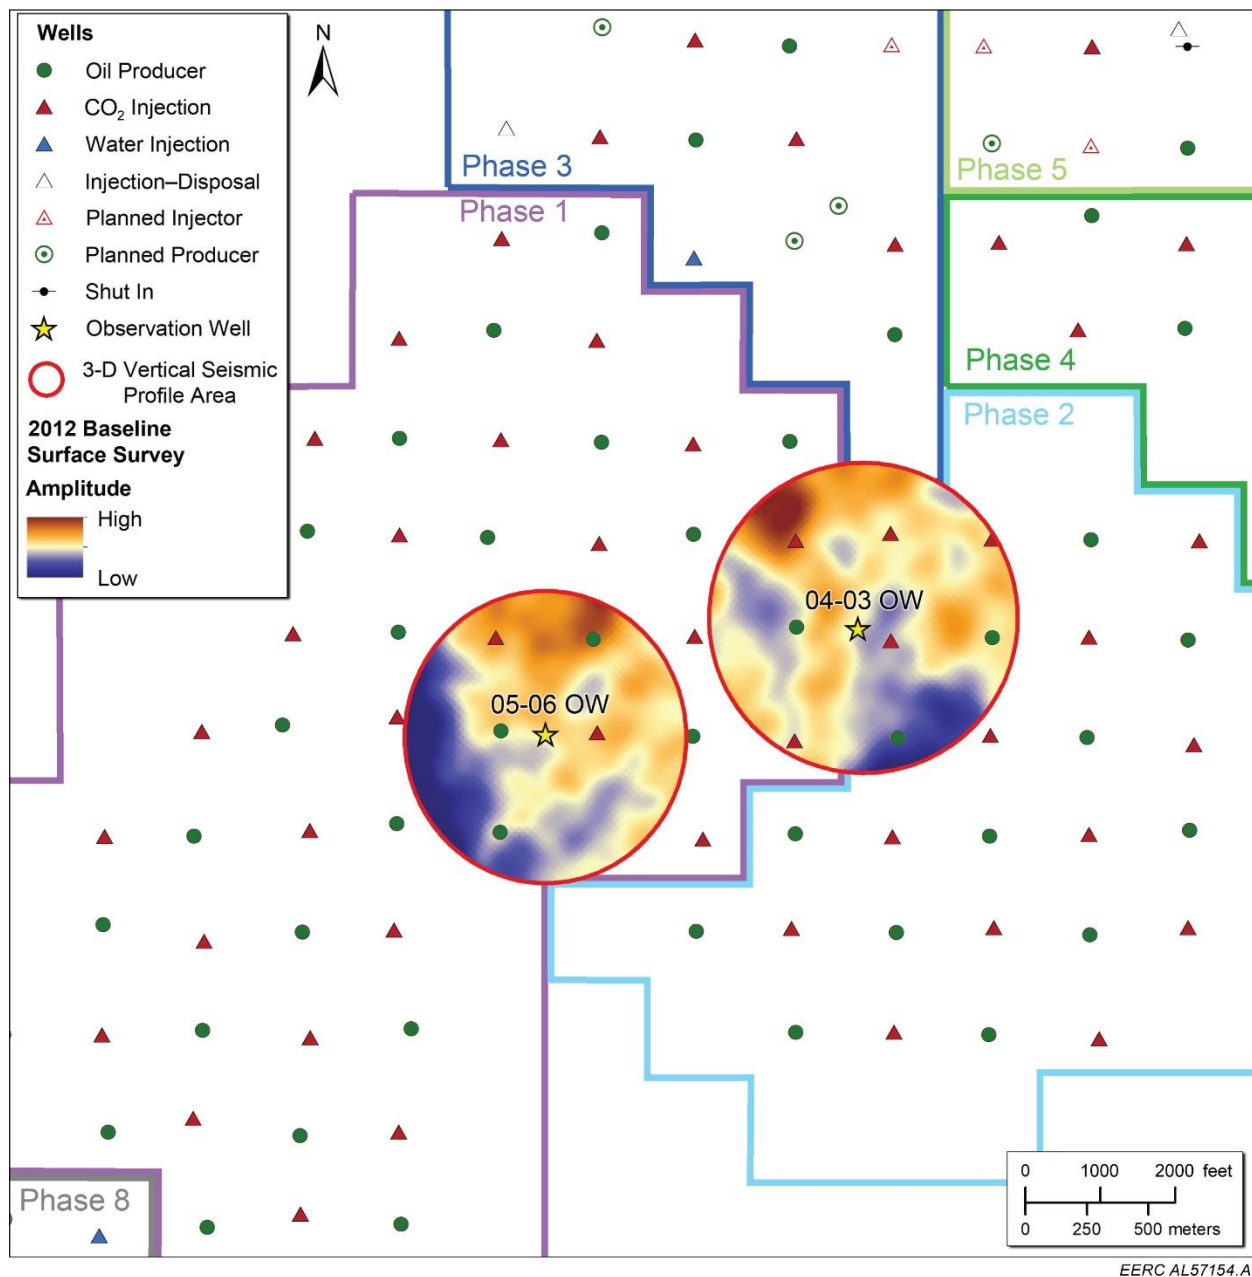 Wells
Oil Producer
CO₂ Injection
Water Injection
Injection–Disposal
Planned Injector
Planned Producer
Shut In
Observation Well
3-D Vertical Seismic
Profile Area
2012 Baseline
Surface Survey
Amplitude
High
Low
N
Phase 3
Phase 1
Phase 5
Phase 4
Phase 2
04-03 OW
05-06 OW
Phase 8
0 1000 2000 feet
0 250 500 meters
EERC AL57154.A